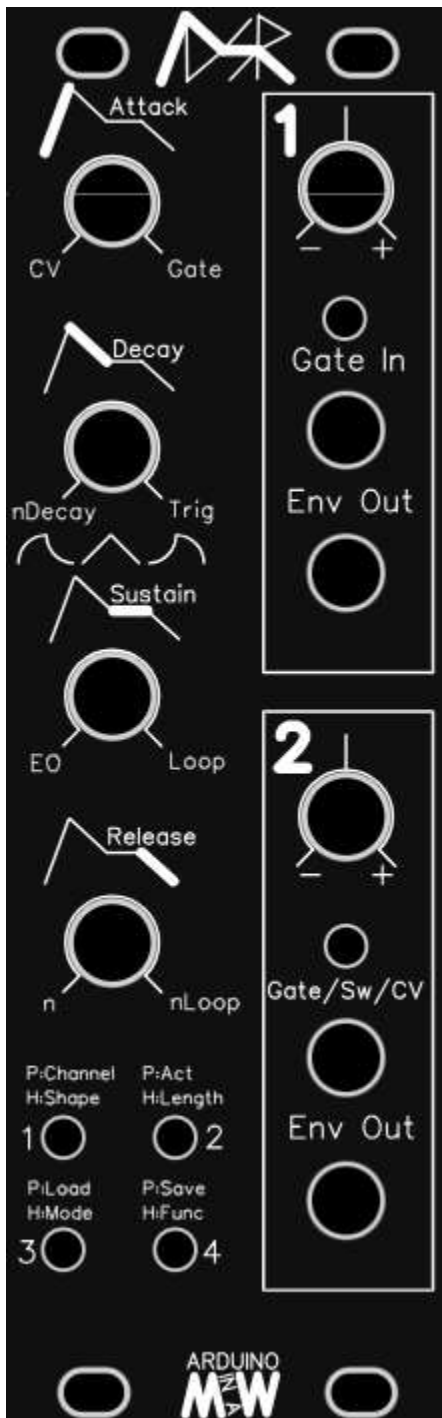 Attack
CV Gate
Decay
nDecay Trig
Sustain
EO Loop
Release
n nLoop
P:Channel P:Act
H:Shape H:Length
1 2
P:Load P:Save
H:Mode H:Func
3 4
1
- +
Gate In
Env Out
2
- +
Gate/Sw/CV
Env Out
ARDUINO
IN A
MW